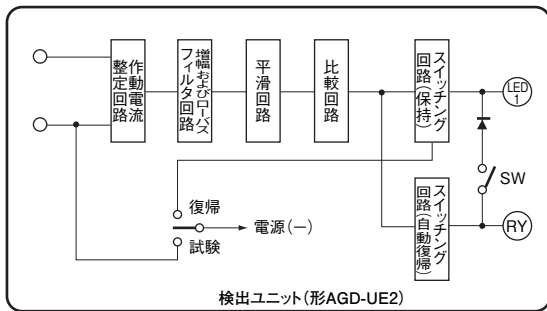 作動電流
整定回路
増幅およびローパス
フィルタ回路
平滑回路
比較回路
スイッチング
回路(保持)
LED
1
復帰
電源(−)
試験
スイッチング
回路(自動復帰)
SW
RY
検出ユニット(形AGD-UE2)